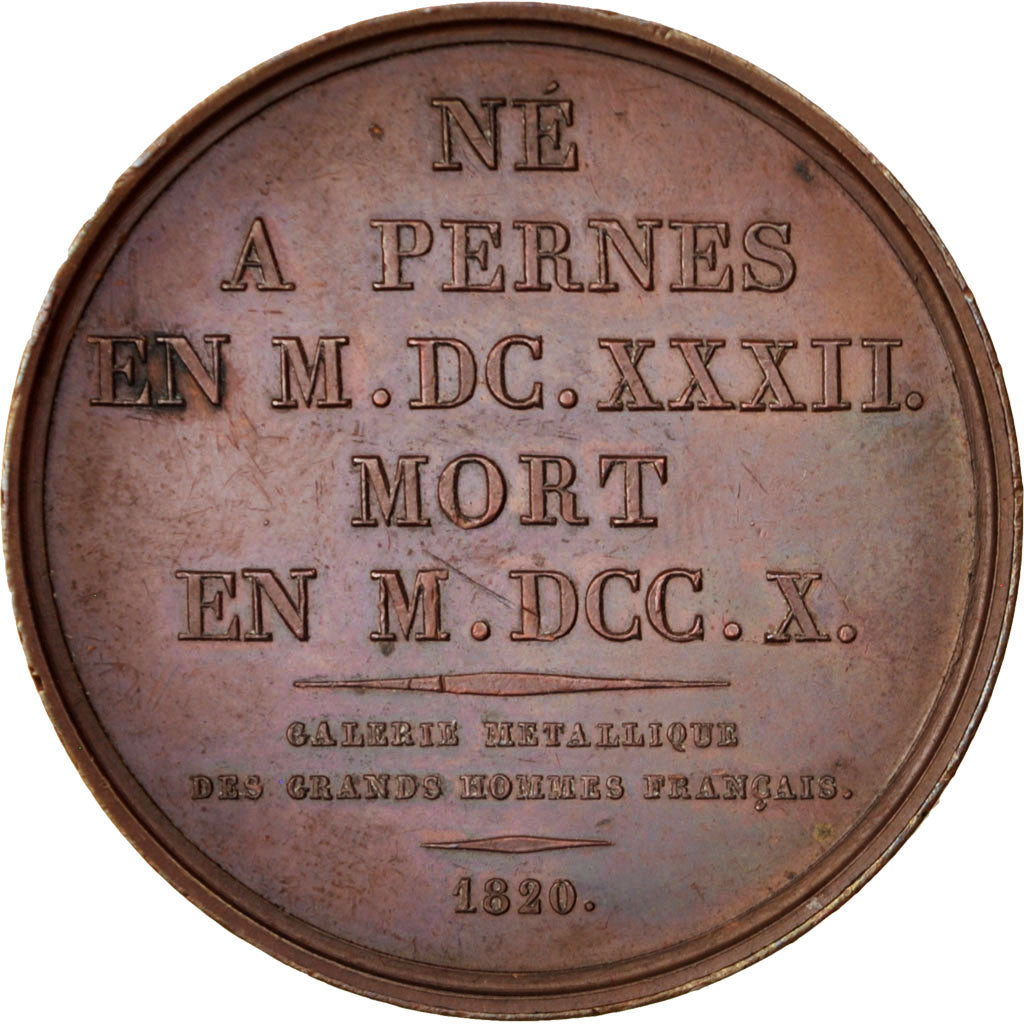 NÉ
A PERNES
EN M.DC.XXXII.
MORT
EN M.DCC.X.
GALERIE METALLIQUE
DES GRANDS HOMMES FRANÇAIS.
1820.